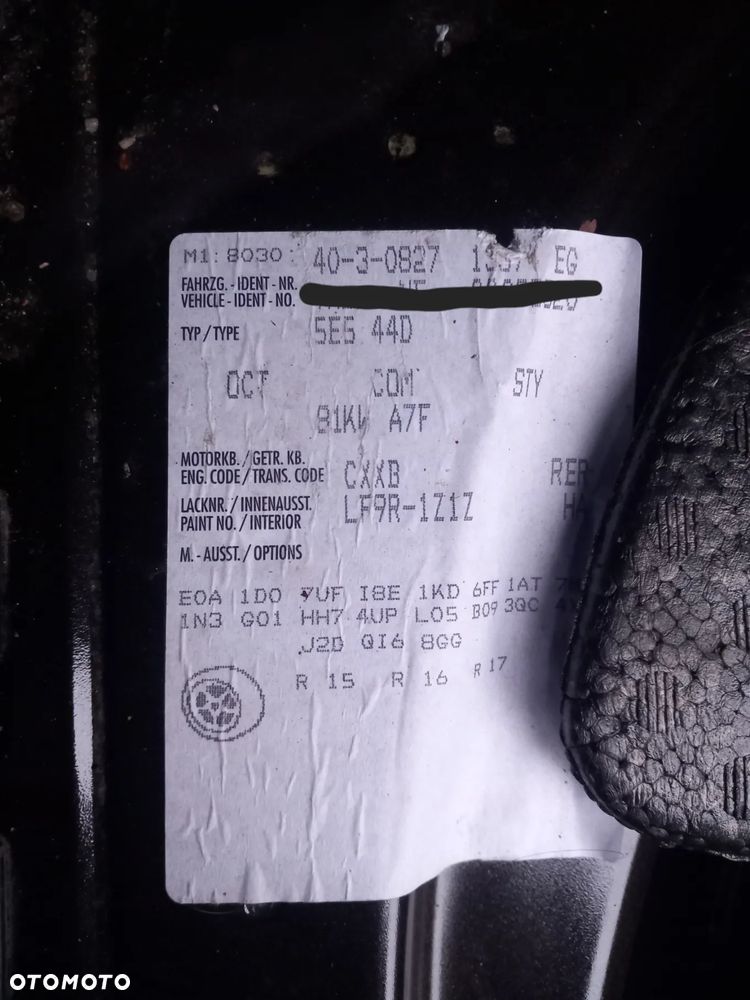 M1: 8030: 40-3-0827 EG
FAHRZG. - IDENT - NR.
VEHICLE - IDENT - NO.
TYP / TYPE 5E5 44D
OCT COM STY
81KW A7F
MOTORKB. / GETR. KB.
ENG. CODE / TRANS. CODE CXXB RER
LACKNR. / INNENAUSST.
PAINT NO. / INTERIOR LF9R-1Z1Z HA
M. - AUSST. / OPTIONS
E0A 1D0 7UF I8E 1KD 6FF 1AT
1N3 G01 HH7 4UP L05 B09 3QC
J2D QI6 8GG
R 15 R 16 R 17
OTOMOTO